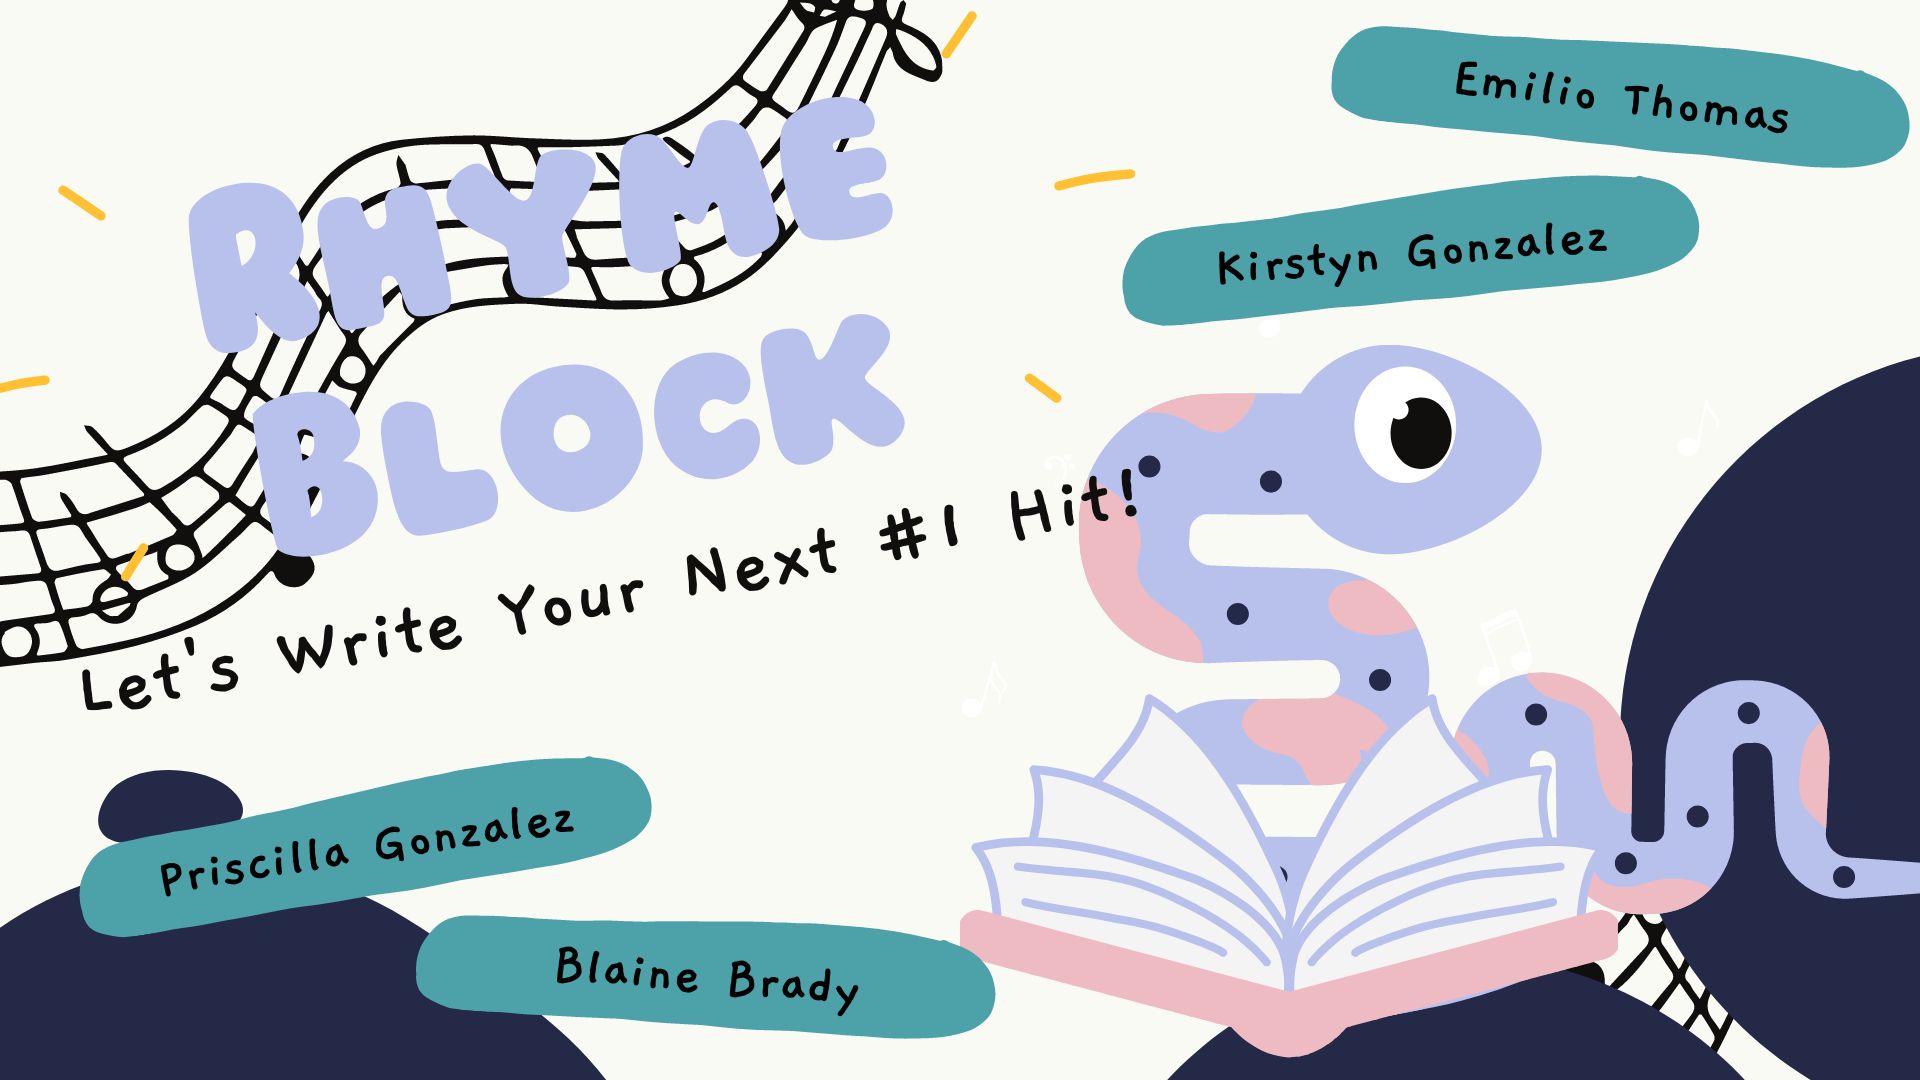 RHYME
BLOCK
Let's Write Your Next #1 Hit!
Emilio Thomas
Kirstyn Gonzalez
Priscilla Gonzalez
Blaine Brady